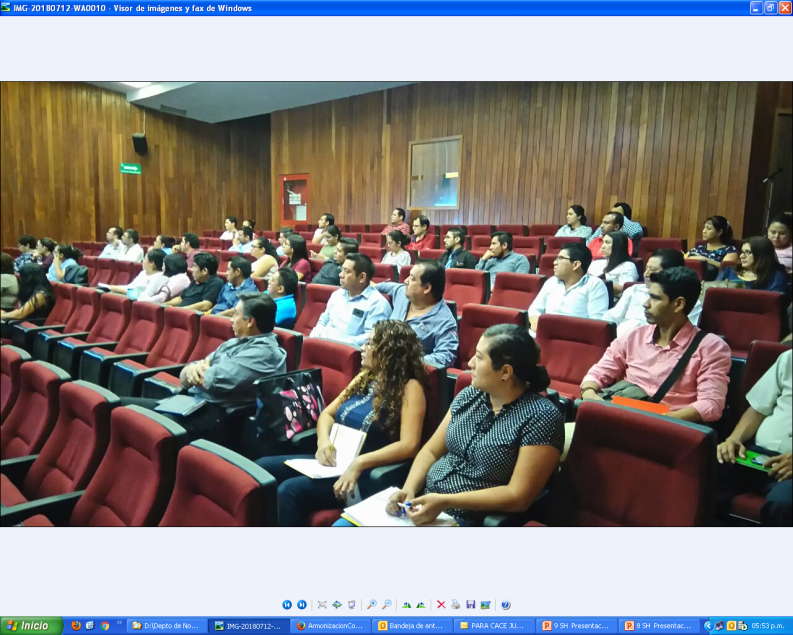 IMG-20180712-WA0010 - Visor de imágenes y fax de Windows
Inicio
D:\Depto de No...
IMG-20180712-...
ArmonizacionCo...
Bandeja de ent...
PARA CACE JU...
9 SH Presentac...
8 SH Presentac...
05:53 p.m.